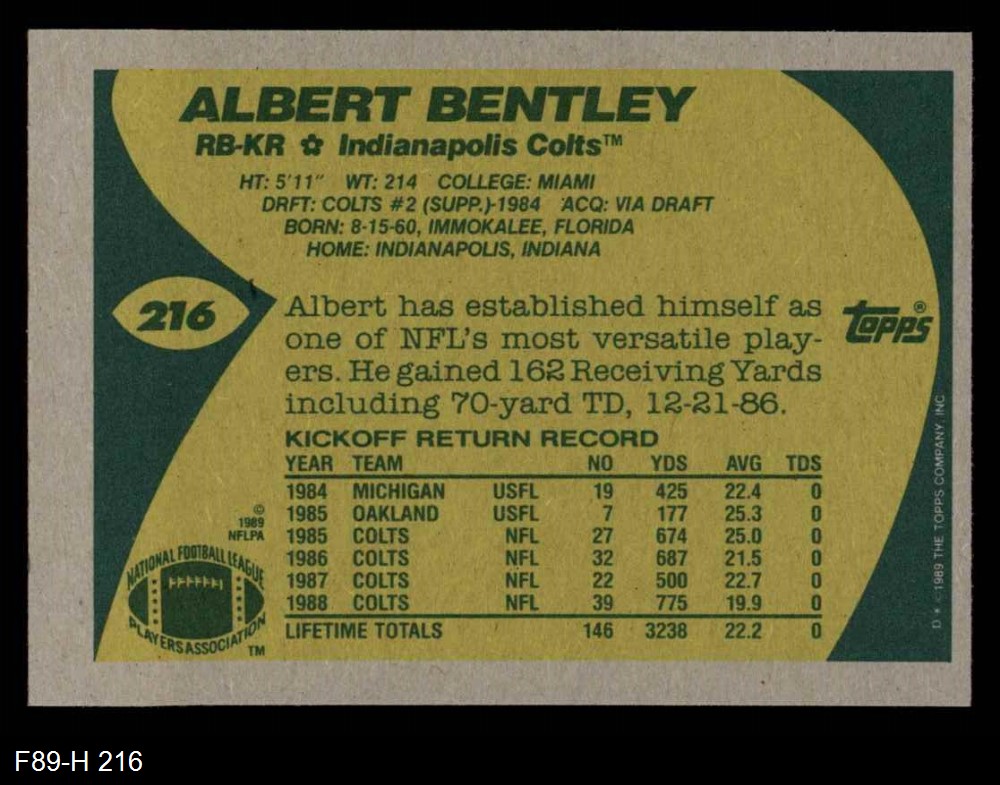 ALBERT BENTLEY
RB-KR ✿ Indianapolis Colts™
HT: 5'11" WT: 214 COLLEGE: MIAMI
DRFT: COLTS #2 (SUPP.)-1984 ACQ: VIA DRAFT
BORN: 8-15-60, IMMOKALEE, FLORIDA
HOME: INDIANAPOLIS, INDIANA
216
Albert has established himself as
one of NFL's most versatile play-
ers. He gained 162 Receiving Yards
including 70-yard TD, 12-21-86.
topps®
KICKOFF RETURN RECORD
YEAR TEAM NO YDS AVG TDS
1984 MICHIGAN USFL 19 425 22.4 0
1985 OAKLAND USFL 7 177 25.3 0
1985 COLTS NFL 27 674 25.0 0
1986 COLTS NFL 32 687 21.5 0
1987 COLTS NFL 22 500 22.7 0
1988 COLTS NFL 39 775 19.9 0
LIFETIME TOTALS 146 3238 22.2 0
©
1989
NFLPA
NATIONAL FOOTBALL LEAGUE
PLAYERS ASSOCIATION
TM
D* 1989 THE TOPPS COMPANY, INC
F89-H 216